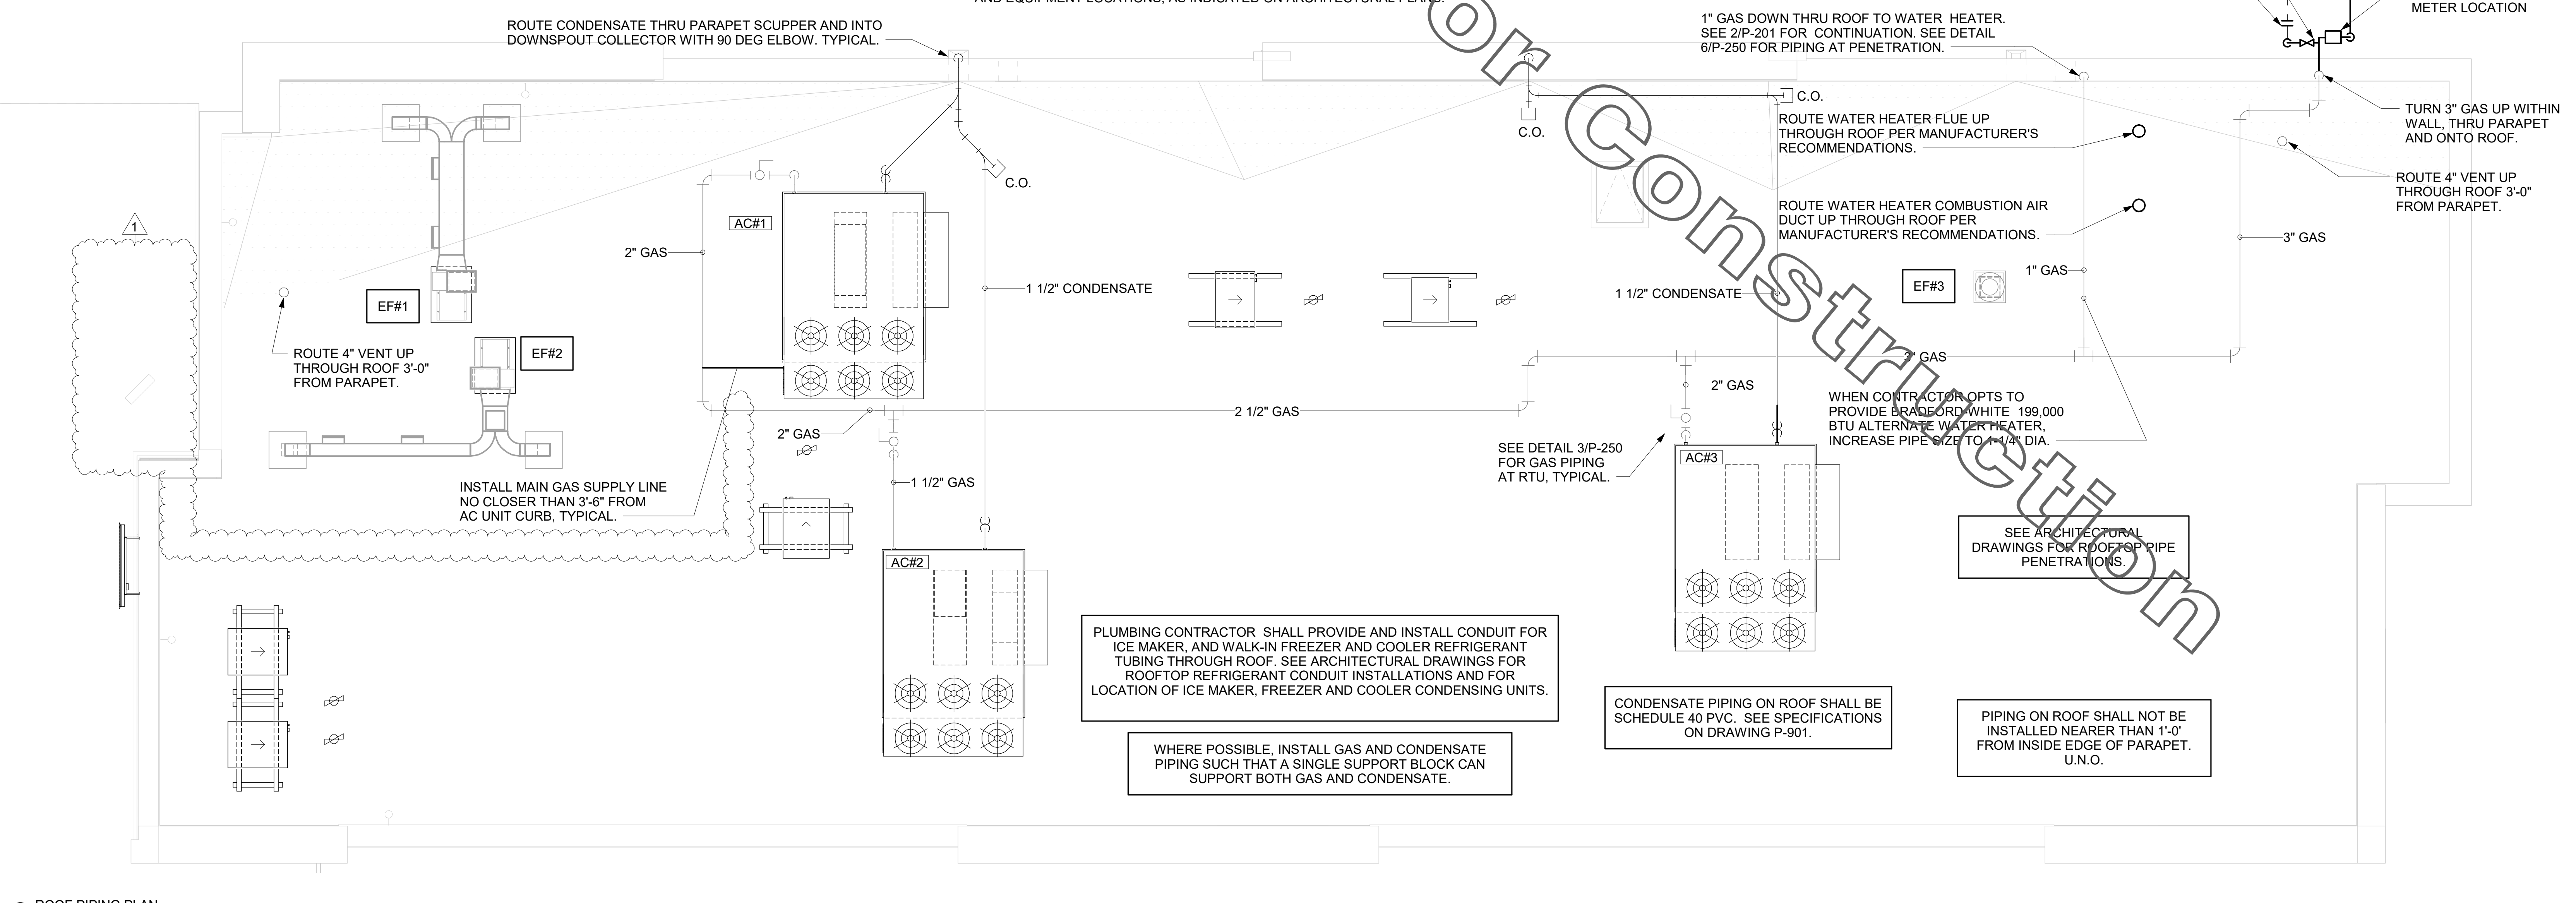 AND EQUIPMENT LOCATIONS, AS INDICATED ON ARCHITECTURAL PLANS.
METER LOCATION
ROUTE CONDENSATE THRU PARAPET SCUPPER AND INTO
DOWNSPOUT COLLECTOR WITH 90 DEG ELBOW. TYPICAL.
1" GAS DOWN THRU ROOF TO WATER HEATER.
SEE 2/P-201 FOR CONTINUATION. SEE DETAIL
6/P-250 FOR PIPING AT PENETRATION.
C.O.
C.O.
C.O.
TURN 3" GAS UP WITHIN
WALL, THRU PARAPET
AND ONTO ROOF.
ROUTE WATER HEATER FLUE UP
THROUGH ROOF PER MANUFACTURER'S
RECOMMENDATIONS.
ROUTE 4" VENT UP
THROUGH ROOF 3'-0"
FROM PARAPET.
ROUTE WATER HEATER COMBUSTION AIR
DUCT UP THROUGH ROOF PER
MANUFACTURER'S RECOMMENDATIONS.
1
AC#1
2" GAS
3" GAS
1" GAS
EF#1
1 1/2" CONDENSATE
1 1/2" CONDENSATE
EF#3
EF#2
ROUTE 4" VENT UP
THROUGH ROOF 3'-0"
FROM PARAPET.
3" GAS
2" GAS
2 1/2" GAS
2" GAS
WHEN CONTRACTOR OPTS TO
PROVIDE BRADFORD-WHITE 199,000
BTU ALTERNATE WATER HEATER,
INCREASE PIPE SIZE TO 1-1/4" DIA.
SEE DETAIL 3/P-250
FOR GAS PIPING
AT RTU, TYPICAL.
AC#3
INSTALL MAIN GAS SUPPLY LINE
NO CLOSER THAN 3'-6" FROM
AC UNIT CURB, TYPICAL.
1 1/2" GAS
AC#2
SEE ARCHITECTURAL
DRAWINGS FOR ROOFTOP PIPE
PENETRATIONS.
PLUMBING CONTRACTOR SHALL PROVIDE AND INSTALL CONDUIT FOR
ICE MAKER, AND WALK-IN FREEZER AND COOLER REFRIGERANT
TUBING THROUGH ROOF. SEE ARCHITECTURAL DRAWINGS FOR
ROOFTOP REFRIGERANT CONDUIT INSTALLATIONS AND FOR
LOCATION OF ICE MAKER, FREEZER AND COOLER CONDENSING UNITS.
WHERE POSSIBLE, INSTALL GAS AND CONDENSATE
PIPING SUCH THAT A SINGLE SUPPORT BLOCK CAN
SUPPORT BOTH GAS AND CONDENSATE.
CONDENSATE PIPING ON ROOF SHALL BE
SCHEDULE 40 PVC. SEE SPECIFICATIONS
ON DRAWING P-901.
PIPING ON ROOF SHALL NOT BE
INSTALLED NEARER THAN 1'-0'
FROM INSIDE EDGE OF PARAPET.
U.N.O.
or Construction
ROOF PIPING PLAN